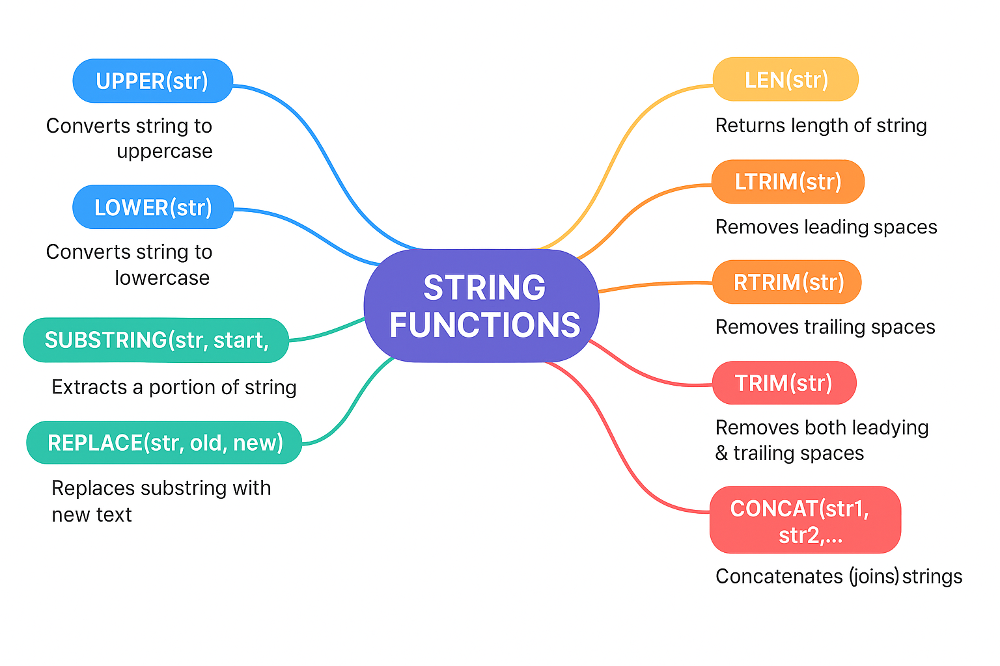 UPPER(str)
Converts string to
uppercase
LOWER(str)
Converts string to
lowercase
SUBSTRING(str, start,
Extracts a portion of string
REPLACE(str, old, new)
Replaces substring with
new text
STRING
FUNCTIONS
LEN(str)
Returns length of string
LTRIM(str)
Removes leading spaces
RTRIM(str)
Removes trailing spaces
TRIM(str)
Removes both leadying
& trailing spaces
CONCAT(str1,
str2,...
Concatenates (joins) strings